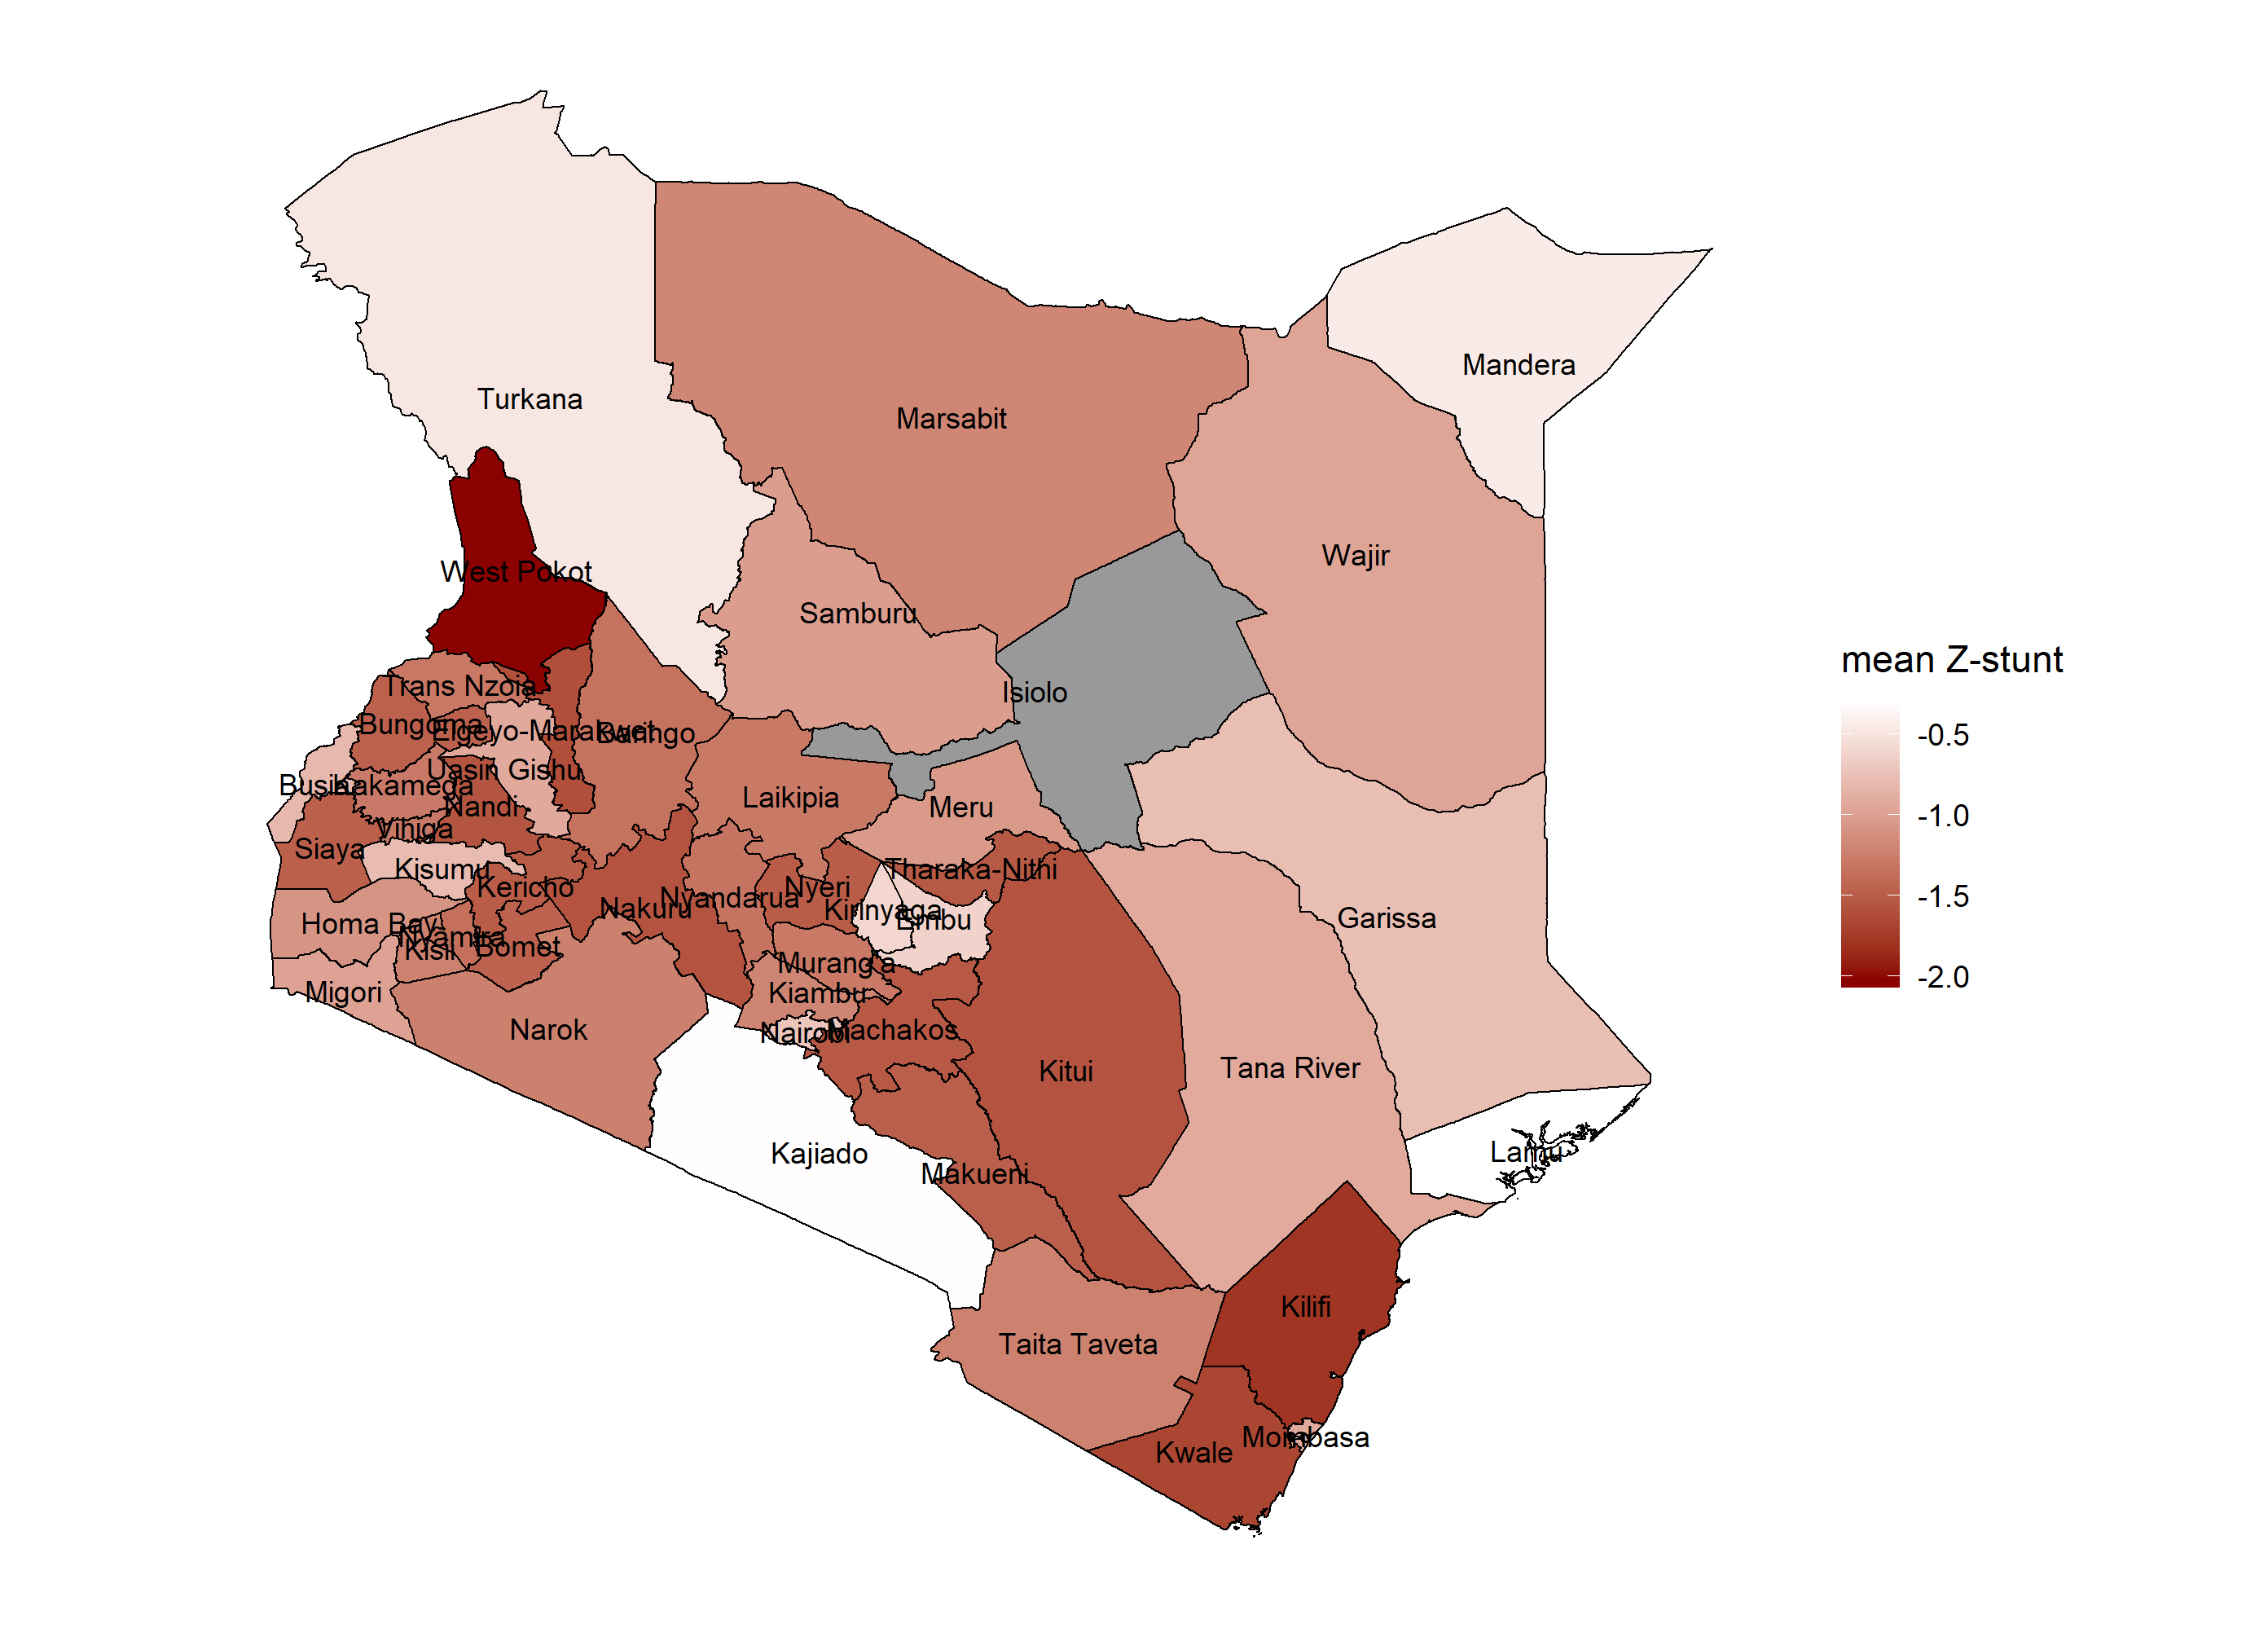 Turkana
Mandera
Marsabit
Wajir
West Pokot
Samburu
mean Z-stunt
Trans Nzoia
Isiolo
Bungoma
Elgeyo-Marakwet
Baringo
-0.5
Uasin Gishu
Busia
Kakamega
Laikipia
Nandi
Meru
-1.0
Vihiga
Siaya
Kisumu
Tharaka-Nithi
Kericho
Nyeri
-1.5
Nyandarua
Nakuru
Kirinyaga
Embu
Garissa
Homa Bay
Nyamira
Kisii
Bomet
Murang'a
-2.0
Migori
Kiambu
Narok
Nairobi
Machakos
Kitui
Tana River
Kajiado
Lamu
Makueni
Kilifi
Taita Taveta
Mombasa
Kwale